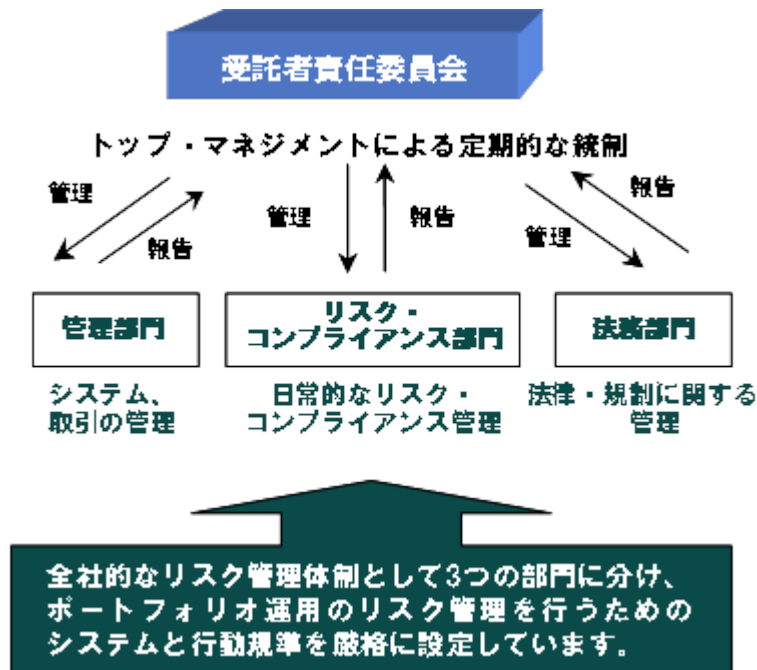 受託者責任委員会
トップ・マネジメントによる定期的な統制
管理
報告
管理
報告
管理
報告
管理部門
リスク・
コンプライアンス部門
法務部門
システム、
取引の管理
日常的なリスク・
コンプライアンス管理
法律・規制に関する
管理
全社的なリスク管理体制として3つの部門に分け、
ポートフォリオ運用のリスク管理を行うための
システムと行動規準を厳格に設定しています。